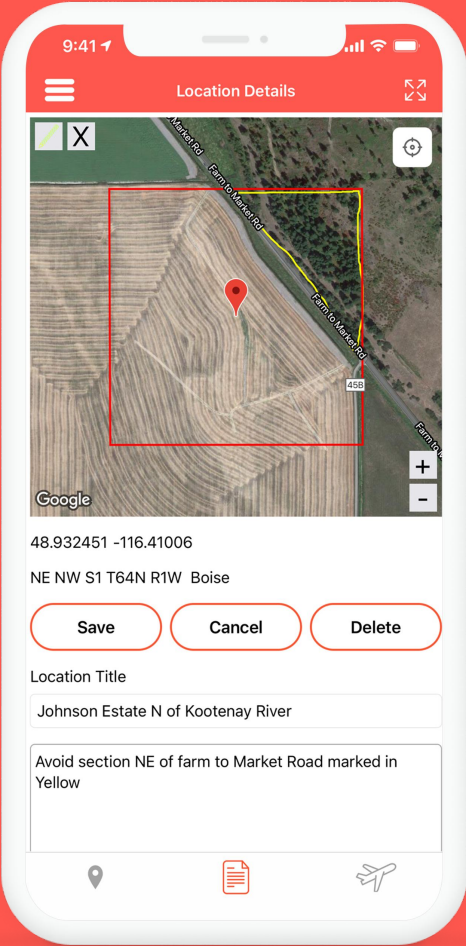 9:41
Location Details
X
Market Rd
Farm to Market Rd
Farm to Market Rd
45B
Farm to M
+
-
Google
48.932451 -116.41006
NE NW S1 T64N R1W Boise
Save
Cancel
Delete
Location Title
Johnson Estate N of Kootenay River
Avoid section NE of farm to Market Road marked in
Yellow